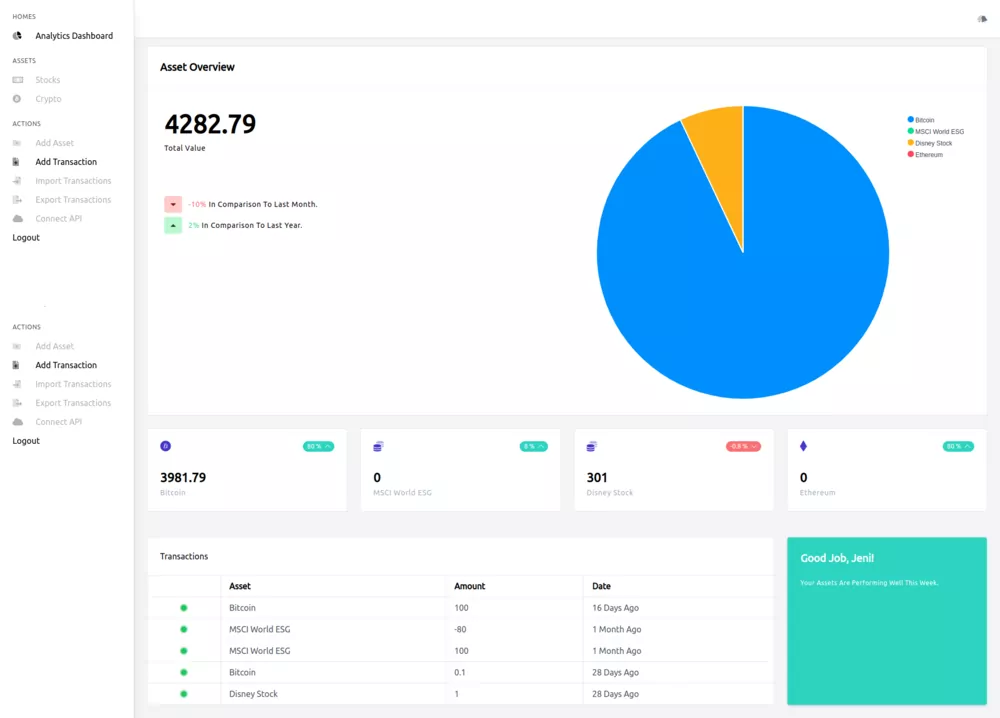 HOMES
Analytics Dashboard
ASSETS
Stocks
Crypto
ACTIONS
Add Asset
Add Transaction
Import Transactions
Export Transactions
Connect API
Logout
ACTIONS
Add Asset
Add Transaction
Import Transactions
Export Transactions
Connect API
Logout
Asset Overview
4282.79
Total Value
-10% In Comparison To Last Month.
2% In Comparison To Last Year.
Bitcoin
MSCI World ESG
Disney Stock
Ethereum
80 %
3981.79
Bitcoin
8 %
0
MSCI World ESG
-0.8 %
301
Disney Stock
60 %
0
Ethereum
Transactions
Asset Amount Date
Bitcoin 100 16 Days Ago
MSCI World ESG -80 1 Month Ago
MSCI World ESG 100 1 Month Ago
Bitcoin 0.1 28 Days Ago
Disney Stock 1 28 Days Ago
Good Job, Jeni!
Your Assets Are Performing Well This Week.